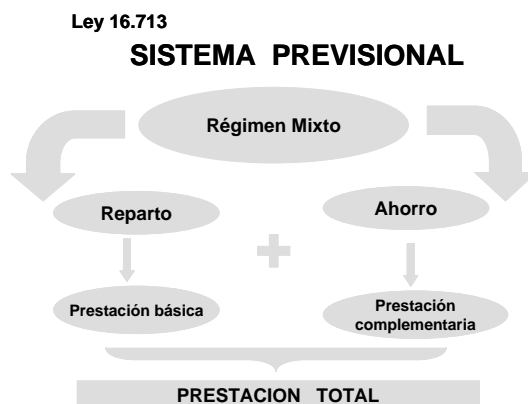 Ley 16.713
SISTEMA PREVISIONAL
Régimen Mixto
Reparto
Ahorro
Prestación básica
Prestación
complementaria
PRESTACION TOTAL